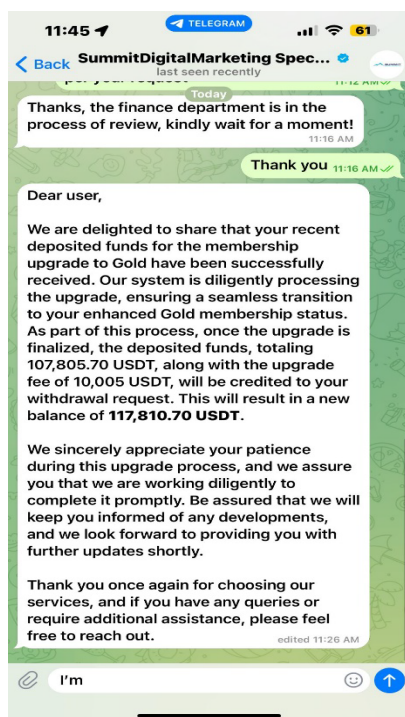 11:45
TELEGRAM
61
Back
SummitDigitalMarketing Spec...
last seen recently
11:12 AM
Today
Thanks, the finance department is in the
process of review, kindly wait for a moment!
11:16 AM
Thank you 11:16 AM
Dear user,
We are delighted to share that your recent
deposited funds for the membership
upgrade to Gold have been successfully
received. Our system is diligently processing
the upgrade, ensuring a seamless transition
to your enhanced Gold membership status.
As part of this process, once the upgrade is
finalized, the deposited funds, totaling
107,805.70 USDT, along with the upgrade
fee of 10,005 USDT, will be credited to your
withdrawal request. This will result in a new
balance of 117,810.70 USDT.
We sincerely appreciate your patience
during this upgrade process, and we assure
you that we are working diligently to
complete it promptly. Be assured that we will
keep you informed of any developments,
and we look forward to providing you with
further updates shortly.
Thank you once again for choosing our
services, and if you have any queries or
require additional assistance, please feel
free to reach out.
edited 11:26 AM
I'm